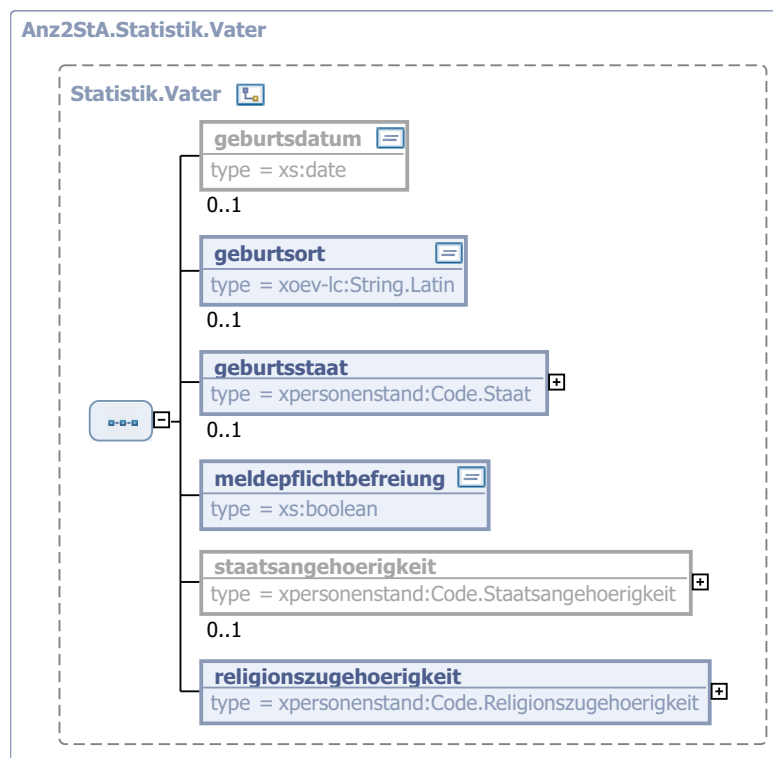 Anz2StA.Statistik.Vater
Statistik.Vater
geburtsdatum
type = xs:date
0..1
geburtsort
type = xoev-lc:String.Latin
0..1
geburtsstaat
type = xpersonenstand:Code.Staat
0..1
meldepflichtbefreiung
type = xs:boolean
staatsangehoerigkeit
type = xpersonenstand:Code.Staatsangehoerigkeit
0..1
religionszugehoerigkeit
type = xpersonenstand:Code.Religionszugehoerigkeit